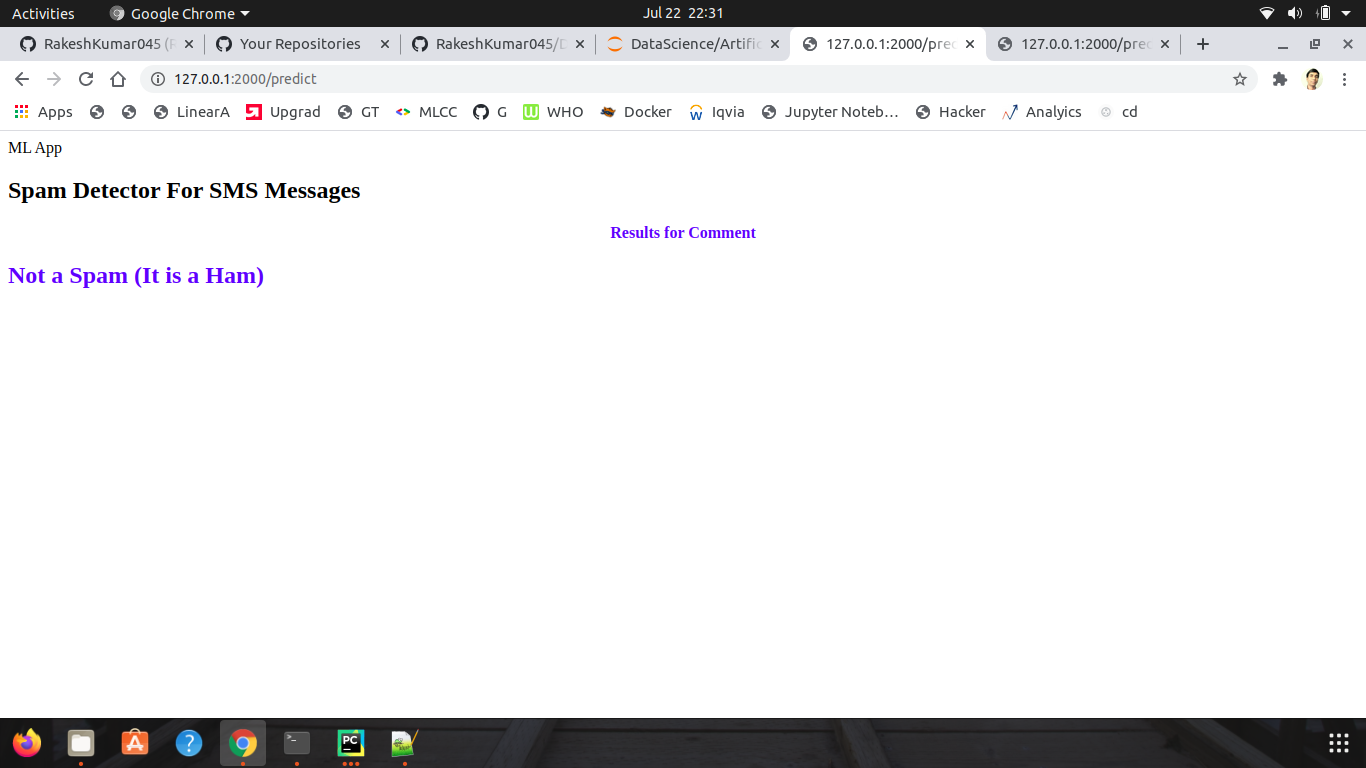 Activities Google Chrome Jul 22 22:31
RakeshKumar045 (R Your Repositories RakeshKumar045/D DataScience/Artific 127.0.0.1:2000/pred 127.0.0.1:2000/pred
127.0.0.1:2000/predict
Apps LinearA Upgrad GT MLCC G WHO Docker Iqvia Jupyter Noteb… Hacker Analyics cd
ML App
Spam Detector For SMS Messages
Results for Comment
Not a Spam (It is a Ham)
PC